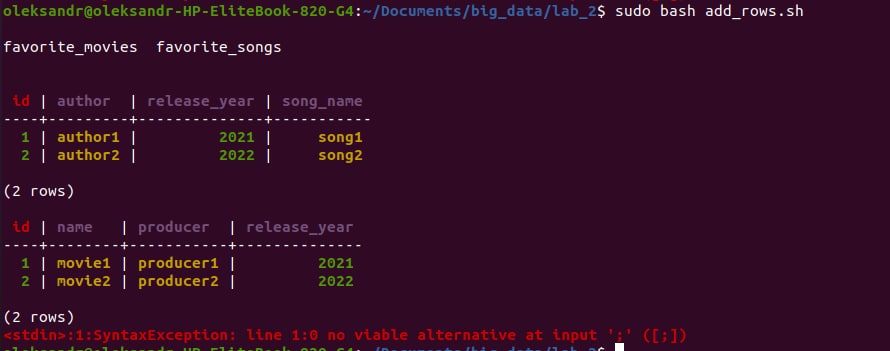 oleksandr@oleksandr-HP-EliteBook-820-G4:~/Documents/big_data/lab_2$ sudo bash add_rows.sh
favorite_movies  favorite_songs
 id | author  | release_year | song_name
----+---------+--------------+-----------
  1 | author1 |         2021 |     song1
  2 | author2 |         2022 |     song2
(2 rows)
 id | name   | producer  | release_year
----+--------+-----------+--------------
  1 | movie1 | producer1 |         2021
  2 | movie2 | producer2 |         2022
(2 rows)
<stdin>:1:SyntaxException: line 1:0 no viable alternative at input ';' ([;])
oleksandr@oleksandr-HP-EliteBook-820-G4:~/Documents/big_data/lab_2$